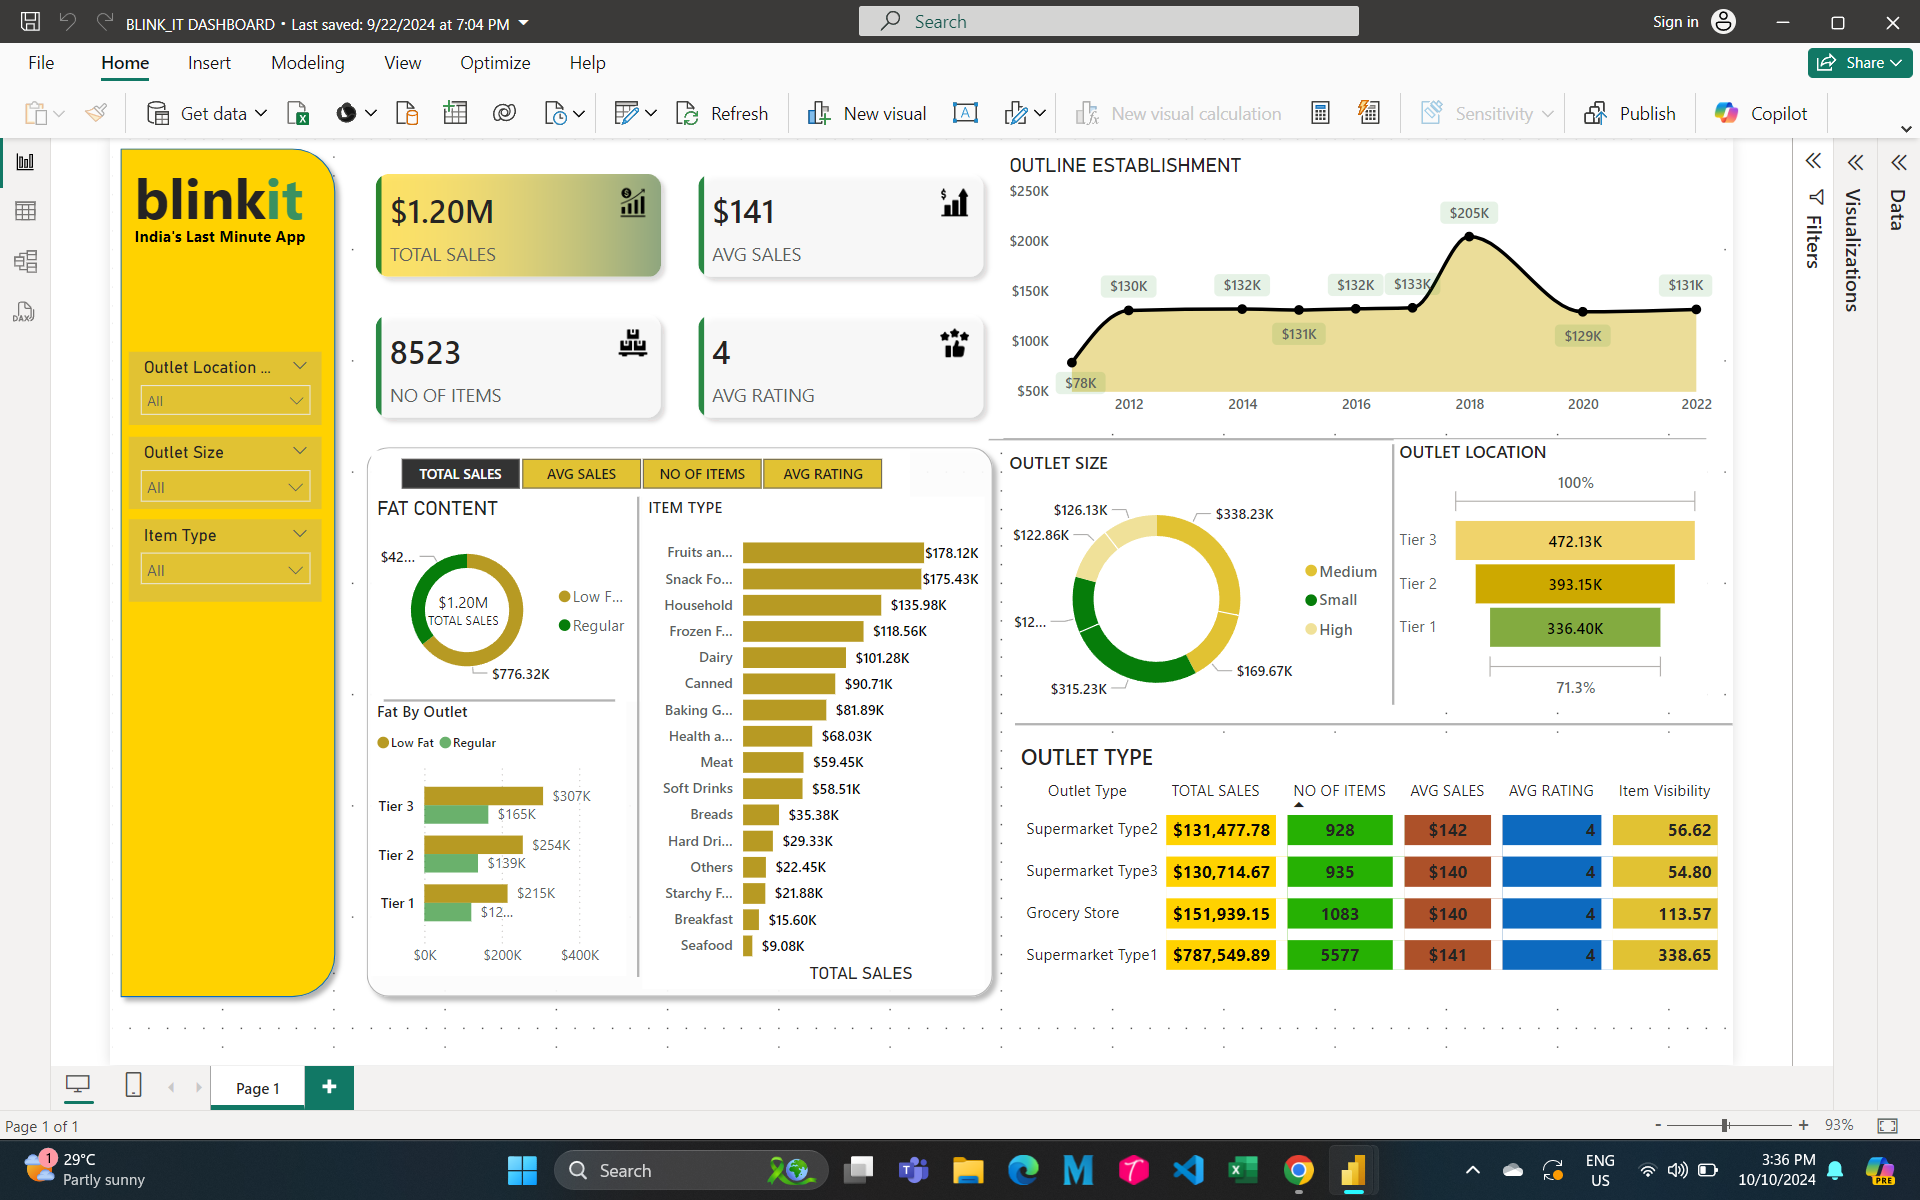 BLINK_IT DASHBOARD • Last saved: 9/22/2024 at 7:04 PM
Search
Sign in
File
Home
Insert
Modeling
View
Optimize
Help
Share
Get data
Refresh
New visual
New visual calculation
Sensitivity
Publish
Copilot
blinkit
India's Last Minute App
Outlet Location ...
All
Outlet Size
All
Item Type
All
$1.20M
TOTAL SALES
$141
AVG SALES
8523
NO OF ITEMS
4
AVG RATING
OUTLINE ESTABLISHMENT
$250K
$200K
$150K
$100K
$50K
$78K
$130K
$132K
$131K
$132K
$133K
$205K
$129K
$131K
2012
2014
2016
2018
2020
2022
Filters
Visualizations
Data
TOTAL SALES
AVG SALES
NO OF ITEMS
AVG RATING
FAT CONTENT
$42...
$1.20M
TOTAL SALES
$776.32K
Low F...
Regular
Fat By Outlet
Low Fat
Regular
Tier 3
$307K
$165K
Tier 2
$254K
$139K
Tier 1
$215K
$12...
$0K
$200K
$400K
ITEM TYPE
Fruits an... $178.12K
Snack Fo... $175.43K
Household $135.98K
Frozen F... $118.56K
Dairy $101.28K
Canned $90.71K
Baking G... $81.89K
Health a... $68.03K
Meat $59.45K
Soft Drinks $58.51K
Breads $35.38K
Hard Dri... $29.33K
Others $22.45K
Starchy F... $21.88K
Breakfast $15.60K
Seafood $9.08K
TOTAL SALES
OUTLET SIZE
$126.13K
$338.23K
$122.86K
$12...
$315.23K
$169.67K
Medium
Small
High
OUTLET LOCATION
100%
Tier 3 472.13K
Tier 2 393.15K
Tier 1 336.40K
71.3%
OUTLET TYPE
Outlet Type TOTAL SALES NO OF ITEMS AVG SALES AVG RATING Item Visibility
Supermarket Type2 $131,477.78 928 $142 4 56.62
Supermarket Type3 $130,714.67 935 $140 4 54.80
Grocery Store $151,939.15 1083 $140 4 113.57
Supermarket Type1 $787,549.89 5577 $141 4 338.65
Page 1
Page 1 of 1
93%
1
29°C
Partly sunny
Search
ENG
US
3:36 PM
10/10/2024
PRE